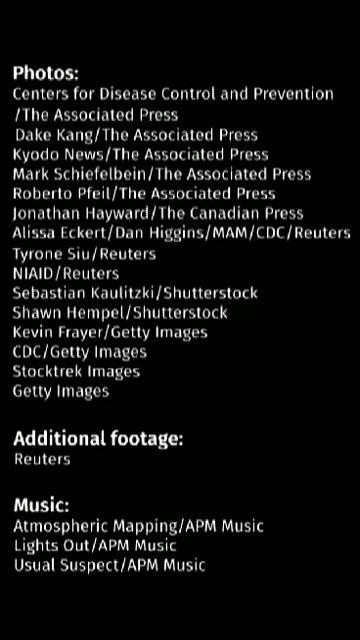 Photos:
Centers for Disease Control and Prevention
/The Associated Press
Dake Kang/The Associated Press
Kyodo News/The Associated Press
Mark Schiefelbein/The Associated Press
Roberto Pfeil/The Associated Press
Jonathan Hayward/The Canadian Press
Alissa Eckert/Dan Higgins/MAM/CDC/Reuters
Tyrone Siu/Reuters
NIAID/Reuters
Sebastian Kaulitzki/Shutterstock
Shawn Hempel/Shutterstock
Kevin Frayer/Getty Images
CDC/Getty Images
Stocktrek Images
Getty Images
Additional footage:
Reuters
Music:
Atmospheric Mapping/APM Music
Lights Out/APM Music
Usual Suspect/APM Music